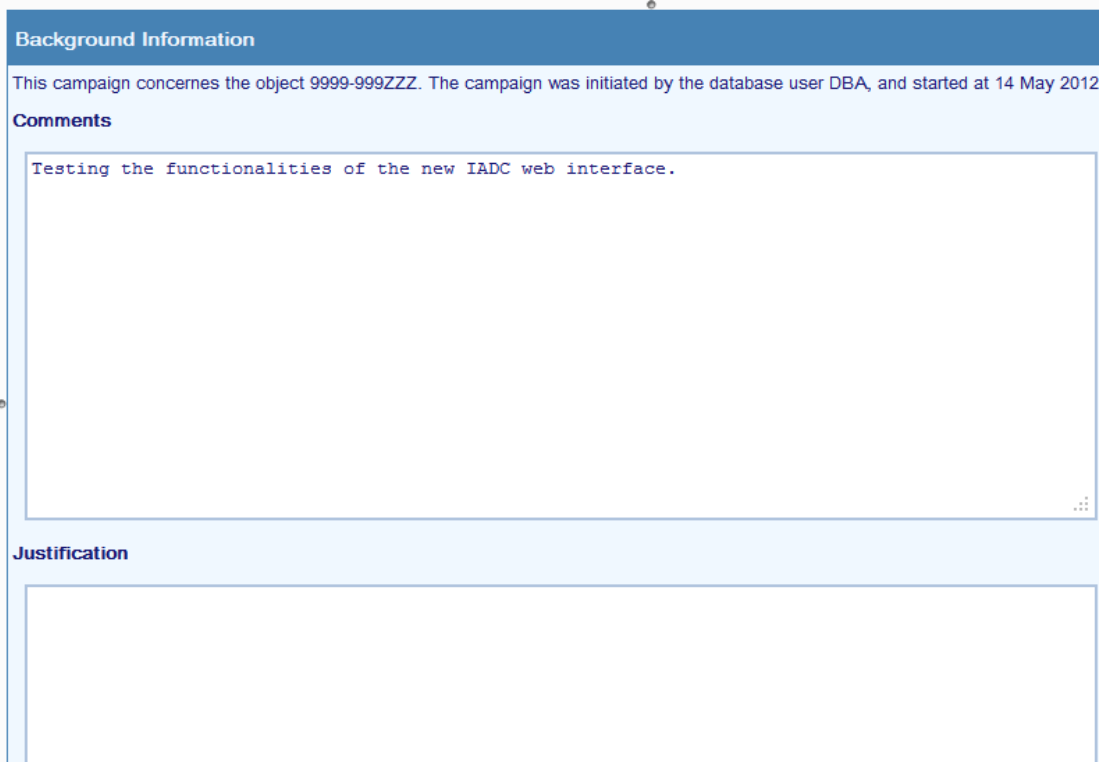 Background Information
This campaign concernes the object 9999-999ZZZ. The campaign was initiated by the database user DBA, and started at 14 May 2012
Comments
Testing the functionalities of the new IADC web interface.
Justification